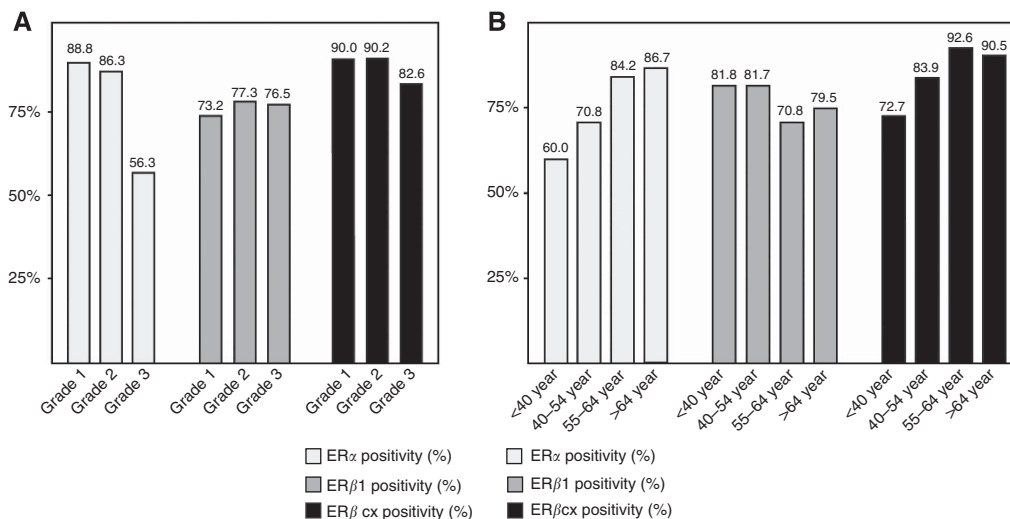 A
88.8
86.3
56.3
73.2
77.3
76.5
90.0
90.2
82.6
75%
50%
25%
Grade 1
Grade 2
Grade 3
Grade 1
Grade 2
Grade 3
Grade 1
Grade 2
Grade 3
ERα positivity (%)
ERβ1 positivity (%)
ERβ cx positivity (%)
B
60.0
70.8
84.2
86.7
81.8
81.7
70.8
79.5
72.7
83.9
92.6
90.5
75%
50%
25%
<40 year
40–54 year
55–64 year
>64 year
<40 year
40–54 year
55–64 year
>64 year
<40 year
40–54 year
55–64 year
>64 year
ERα positivity (%)
ERβ1 positivity (%)
ERβcx positivity (%)